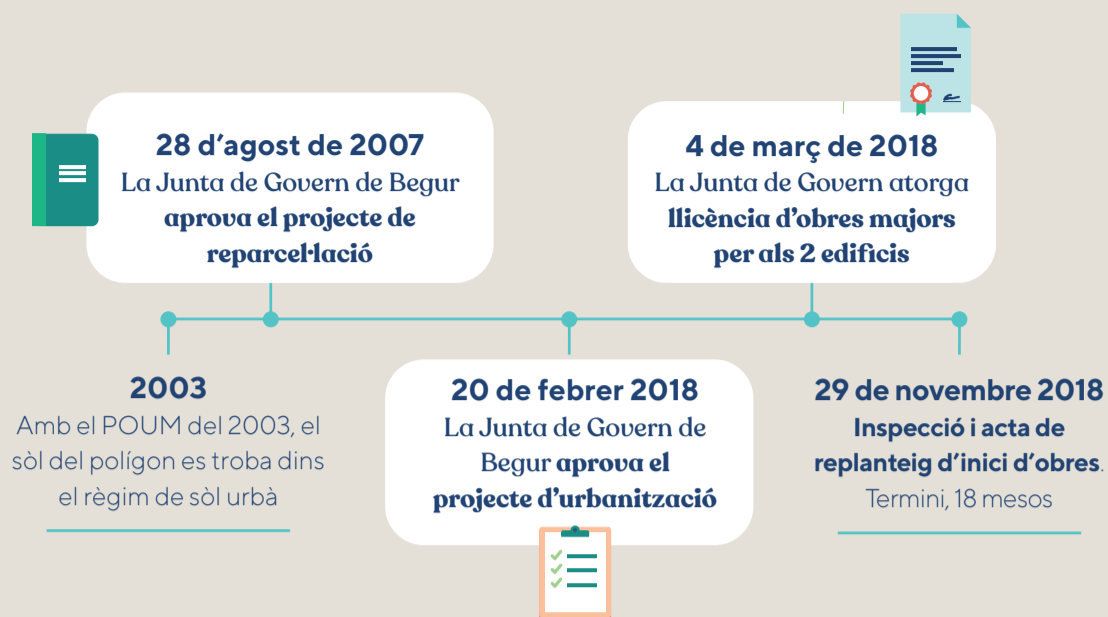 28 d'agost de 2007
La Junta de Govern de Begur
aprova el projecte de
reparcel·lació
4 de març de 2018
La Junta de Govern atorga
llicència d'obres majors
per als 2 edificis
2003
Amb el POUM del 2003, el
sòl del polígon es troba dins
el règim de sòl urbà
20 de febrer 2018
La Junta de Govern de
Begur aprova el
projecte d'urbanització
29 de novembre 2018
Inspecció i acta de
replanteig d'inici d'obres.
Termini, 18 mesos